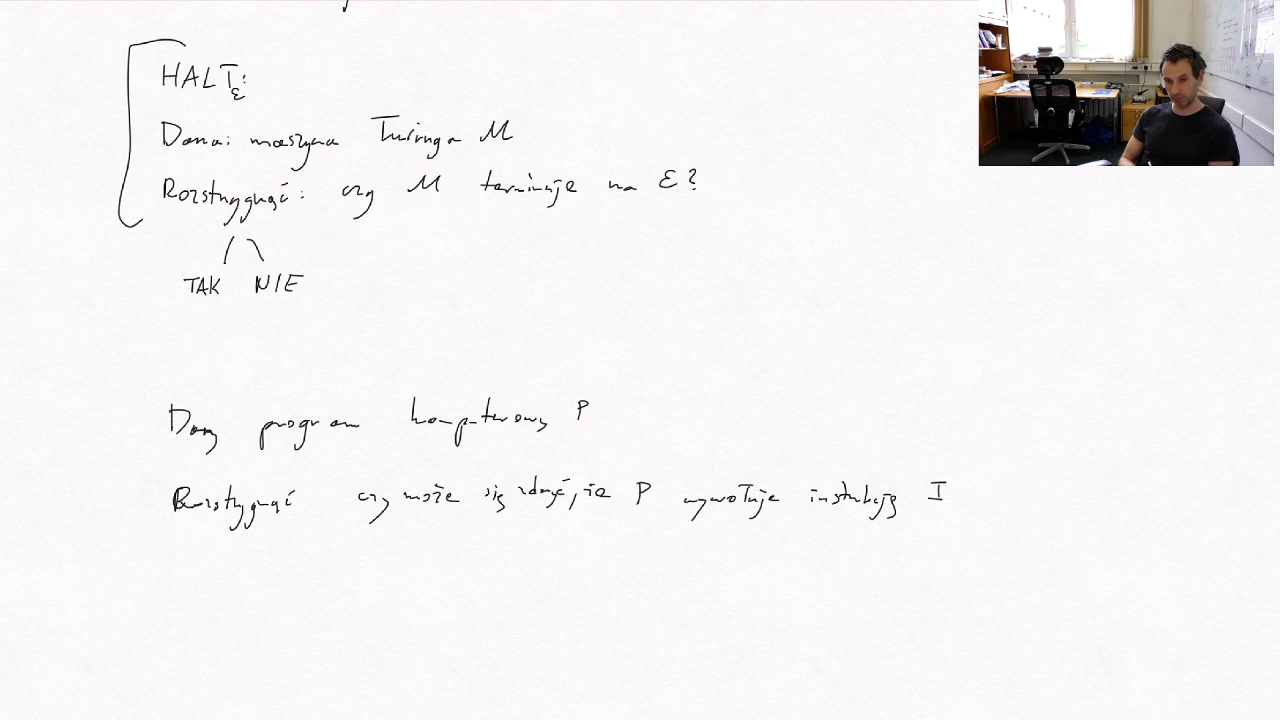 HALT_ε:
Dana: maszyna Turinga M
Rozstrzygnąć: czy M terminuje na ε?
TAK NIE
Dany program komputerowy P
Rozstrzygnąć czy może się zdarzyć, że P wywołuje instrukcję I